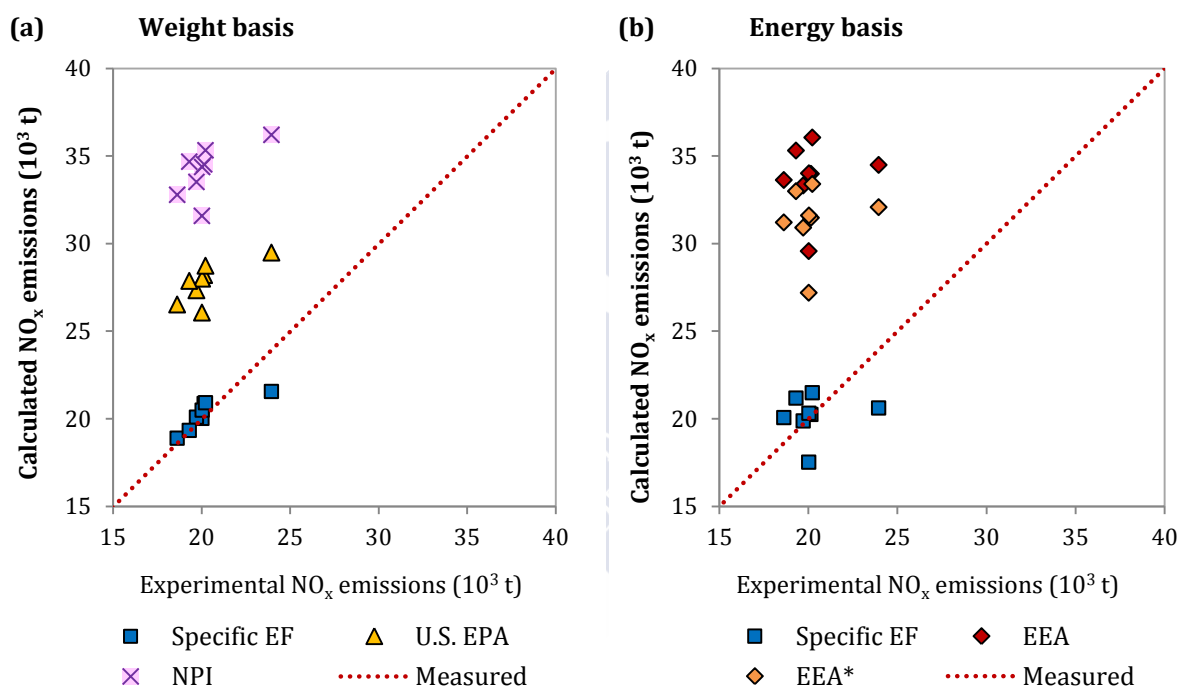 (a) Weight basis
Calculated NOₓ emissions (10³ t)
40
35
30
25
20
15
15 20 25 30 35 40
Experimental NOₓ emissions (10³ t)
Specific EF U.S. EPA
NPI Measured
(b) Energy basis
Calculated NOₓ emissions (10³ t)
40
35
30
25
20
15
15 20 25 30 35 40
Experimental NOₓ emissions (10³ t)
Specific EF EEA
EEA* Measured